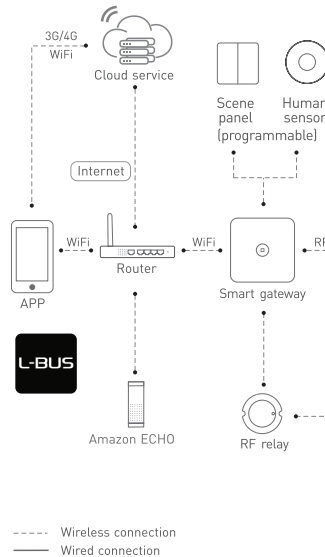 3G/4G
WiFi
Cloud service
Scene
panel
Human
sensor
(programmable)
Internet
WiFi
Router
WiFi
RF
APP
Smart gateway
L-BUS
Amazon ECHO
RF relay
Wireless connection
Wired connection